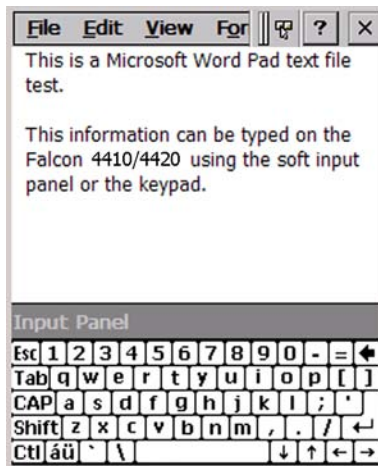 File Edit View For ? ×
This is a Microsoft Word Pad text file
test.
This information can be typed on the
Falcon 4410/4420 using the soft input
panel or the keypad.
Input Panel
Esc 1 2 3 4 5 6 7 8 9 0 - = 🡄
Tab q w e r t y u i o p [ ]
CAP a s d f g h j k l ; '
Shift z x c v b n m , . / ↵
Ctl áü ` \ ↓ ↑ ← →